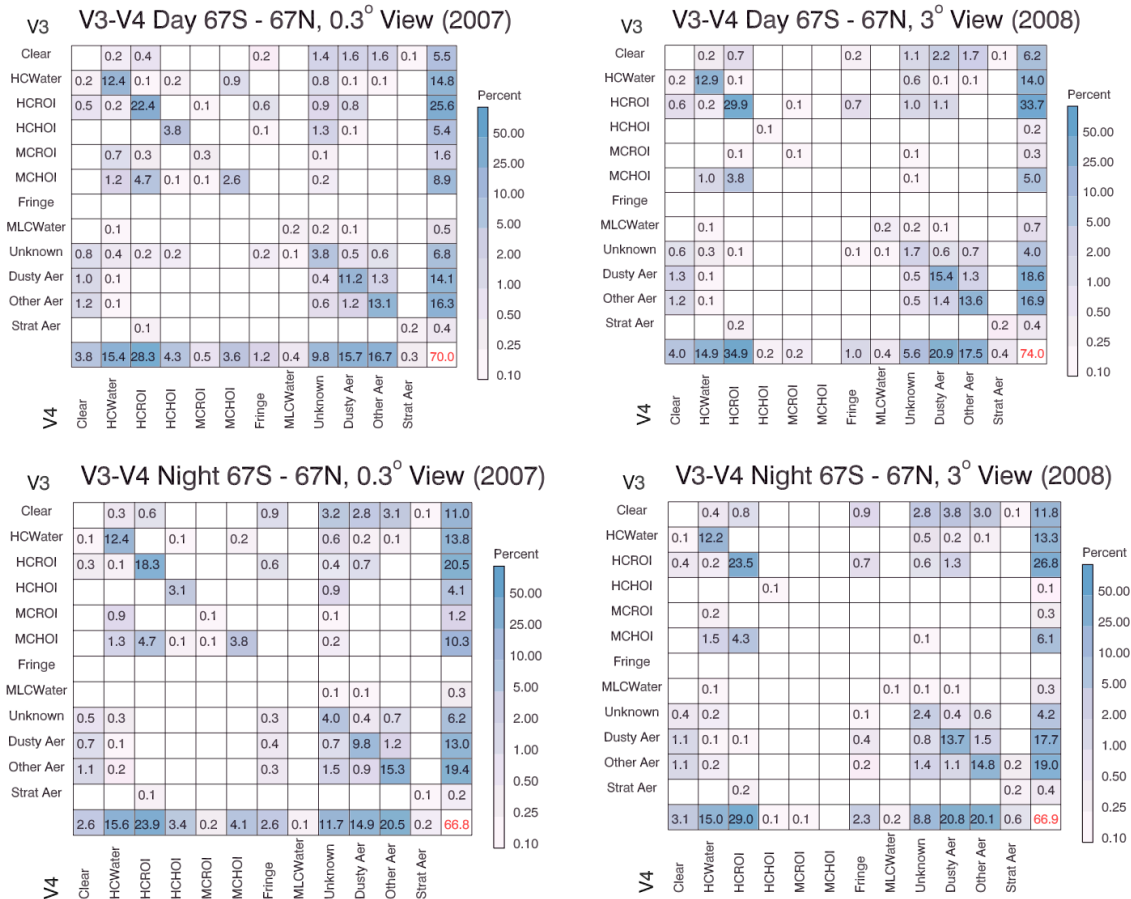 V3
V3-V4 Day 67S - 67N, 0.3° View (2007)
Clear 0.2 0.4 0.2 1.4 1.6 1.6 0.1 5.5
HCWater 0.2 12.4 0.1 0.2 0.9 0.8 0.1 0.1 14.8
HCROI 0.5 0.2 22.4 0.1 0.6 0.9 0.8 25.6
HCHOI 3.8 0.1 1.3 0.1 5.4
MCROI 0.7 0.3 0.3 0.1 1.6
MCHOI 1.2 4.7 0.1 0.1 2.6 0.2 8.9
Fringe
MLCWater 0.1 0.2 0.2 0.1 0.5
Unknown 0.8 0.4 0.2 0.2 0.2 0.1 3.8 0.5 0.6 6.8
Dusty Aer 1.0 0.1 0.4 11.2 1.3 14.1
Other Aer 1.2 0.1 0.6 1.2 13.1 16.3
Strat Aer 0.1 0.2 0.4
3.8 15.4 28.3 4.3 0.5 3.6 1.2 0.4 9.8 15.7 16.7 0.3 70.0
V4
Clear HCWater HCROI HCHOI MCROI MCHOI Fringe MLCWater Unknown Dusty Aer Other Aer Strat Aer
Percent
50.00
25.00
10.00
5.00
2.00
1.00
0.50
0.25
0.10
V3
V3-V4 Day 67S - 67N, 3° View (2008)
Clear 0.2 0.7 0.2 1.1 2.2 1.7 0.1 6.2
HCWater 0.2 12.9 0.1 0.6 0.1 0.1 14.0
HCROI 0.6 0.2 29.9 0.1 0.7 1.0 1.1 33.7
HCHOI 0.1 0.2
MCROI 0.1 0.1 0.1 0.3
MCHOI 1.0 3.8 0.1 5.0
Fringe
MLCWater 0.1 0.2 0.2 0.1 0.7
Unknown 0.6 0.3 0.1 0.1 0.1 1.7 0.6 0.7 4.0
Dusty Aer 1.3 0.1 0.5 15.4 1.3 18.6
Other Aer 1.2 0.1 0.5 1.4 13.6 16.9
Strat Aer 0.2 0.2 0.4
4.0 14.9 34.9 0.2 0.2 1.0 0.4 5.6 20.9 17.5 0.4 74.0
V4
Clear HCWater HCROI HCHOI MCROI MCHOI Fringe MLCWater Unknown Dusty Aer Other Aer Strat Aer
Percent
50.00
25.00
10.00
5.00
2.00
1.00
0.50
0.25
0.10
V3
V3-V4 Night 67S - 67N, 0.3° View (2007)
Clear 0.3 0.6 0.9 3.2 2.8 3.1 0.1 11.0
HCWater 0.1 12.4 0.1 0.2 0.6 0.2 0.1 13.8
HCROI 0.3 0.1 18.3 0.6 0.4 0.7 20.5
HCHOI 3.1 0.9 4.1
MCROI 0.9 0.1 0.1 1.2
MCHOI 1.3 4.7 0.1 0.1 3.8 0.2 10.3
Fringe
MLCWater 0.1 0.1 0.3
Unknown 0.5 0.3 0.3 4.0 0.4 0.7 6.2
Dusty Aer 0.7 0.1 0.4 0.7 9.8 1.2 13.0
Other Aer 1.1 0.2 0.3 1.5 0.9 15.3 19.4
Strat Aer 0.1 0.1 0.2
2.6 15.6 23.9 3.4 0.2 4.1 2.6 0.1 11.7 14.9 20.5 0.2 66.8
V4
Clear HCWater HCROI HCHOI MCROI MCHOI Fringe MLCWater Unknown Dusty Aer Other Aer Strat Aer
Percent
50.00
25.00
10.00
5.00
2.00
1.00
0.50
0.25
0.10
V3
V3-V4 Night 67S - 67N, 3° View (2008)
Clear 0.4 0.8 0.9 2.8 3.8 3.0 0.1 11.8
HCWater 0.1 12.2 0.5 0.2 0.1 13.3
HCROI 0.4 0.2 23.5 0.7 0.6 1.3 26.8
HCHOI 0.1 0.1
MCROI 0.2 0.3
MCHOI 1.5 4.3 0.1 6.1
Fringe
MLCWater 0.1 0.1 0.1 0.1 0.3
Unknown 0.4 0.2 0.1 2.4 0.4 0.6 4.2
Dusty Aer 1.1 0.1 0.1 0.4 0.8 13.7 1.5 17.7
Other Aer 1.1 0.2 0.2 1.4 1.1 14.8 0.2 19.0
Strat Aer 0.2 0.2 0.4
3.1 15.0 29.0 0.1 0.1 2.3 0.2 8.8 20.8 20.1 0.6 66.9
V4
Clear HCWater HCROI HCHOI MCROI MCHOI Fringe MLCWater Unknown Dusty Aer Other Aer Strat Aer
Percent
50.00
25.00
10.00
5.00
2.00
1.00
0.50
0.25
0.10